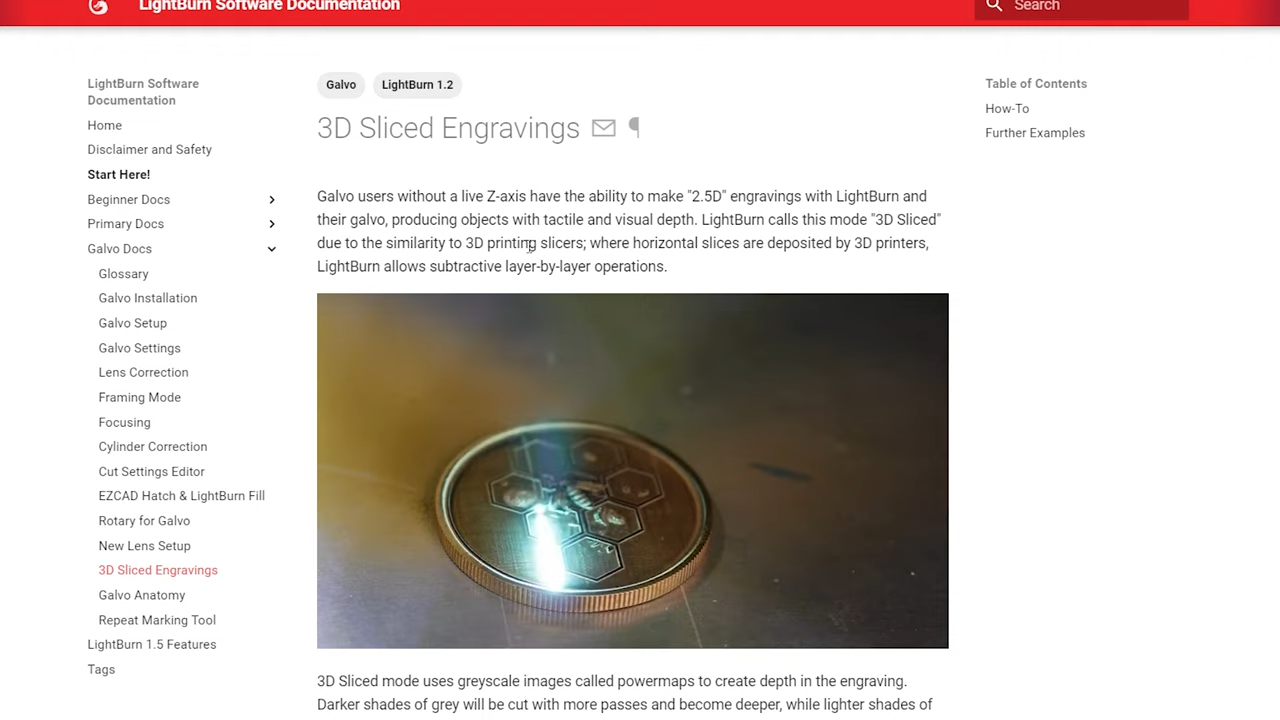 LightBurn Software Documentation
Search
LightBurn Software
Documentation
Home
Disclaimer and Safety
Start Here!
Beginner Docs
Primary Docs
Galvo Docs
Glossary
Galvo Installation
Galvo Setup
Galvo Settings
Lens Correction
Framing Mode
Focusing
Cylinder Correction
Cut Settings Editor
EZCAD Hatch & LightBurn Fill
Rotary for Galvo
New Lens Setup
3D Sliced Engravings
Galvo Anatomy
Repeat Marking Tool
LightBurn 1.5 Features
Tags
Galvo LightBurn 1.2
3D Sliced Engravings ¶
Galvo users without a live Z-axis have the ability to make "2.5D" engravings with LightBurn and
their galvo, producing objects with tactile and visual depth. LightBurn calls this mode "3D Sliced"
due to the similarity to 3D printing slicers; where horizontal slices are deposited by 3D printers,
LightBurn allows subtractive layer-by-layer operations.
3D Sliced mode uses greyscale images called powermaps to create depth in the engraving.
Darker shades of grey will be cut with more passes and become deeper, while lighter shades of
Table of Contents
How-To
Further Examples